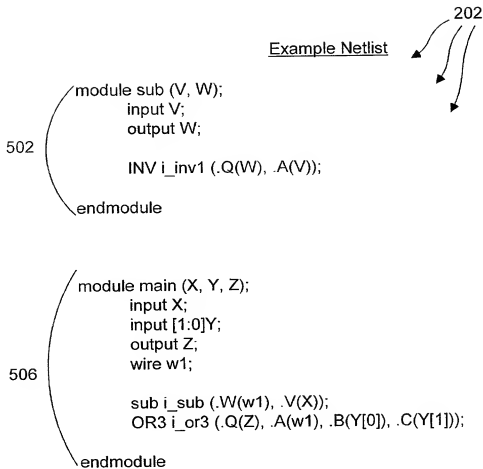 202
Example Netlist
module sub (V, W);
input V;
output W;
502
INV i_inv1 (.Q(W), .A(V));
endmodule
module main (X, Y, Z);
input X;
input [1:0]Y;
output Z;
wire w1;
506
sub i_sub (.W(w1), .V(X));
OR3 i_or3 (.Q(Z), .A(w1), .B(Y[0]), .C(Y[1]));
endmodule